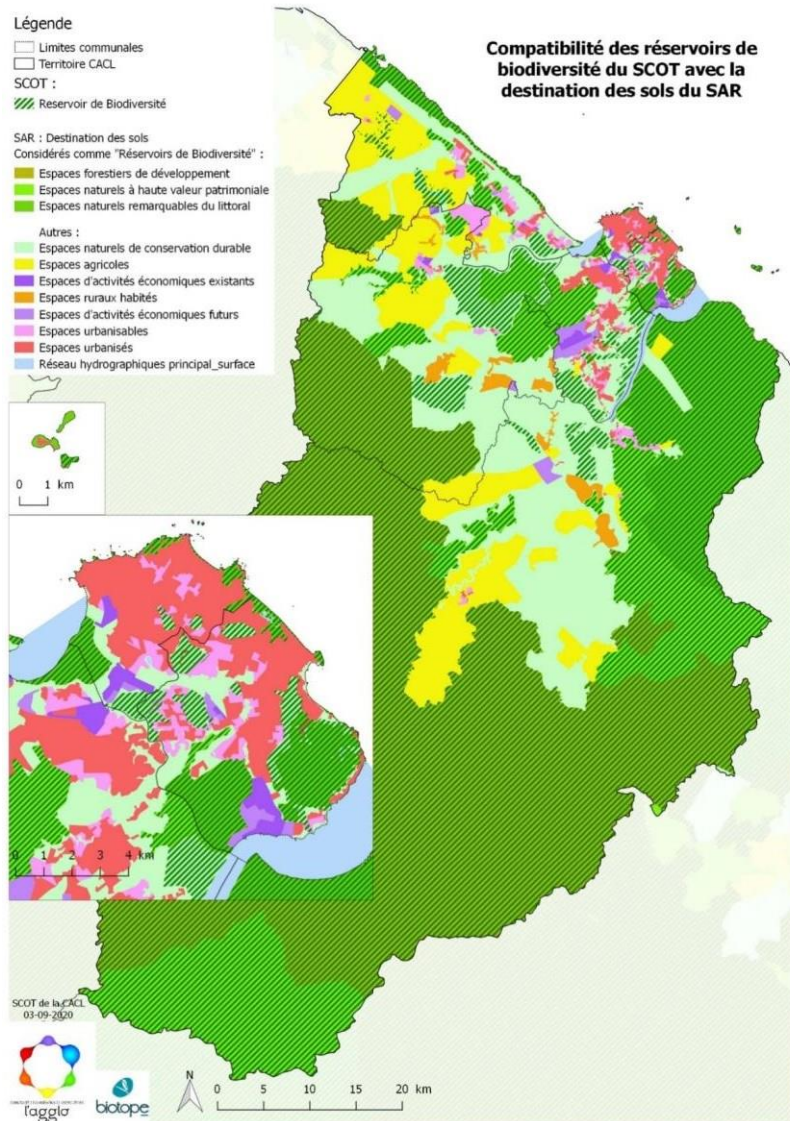 Légende
Limites communales
Territoire CACL
SCOT :
Reservoir de Biodiversité
SAR : Destination des sols
Considérés comme "Réservoirs de Biodiversité" :
Espaces forestiers de développement
Espaces naturels à haute valeur patrimoniale
Espaces naturels remarquables du littoral
Autres :
Espaces naturels de conservation durable
Espaces agricoles
Espaces d'activités économiques existants
Espaces ruraux habités
Espaces d'activités économiques futurs
Espaces urbanisables
Espaces urbanisés
Réseau hydrographiques principal_surface
Compatibilité des réservoirs de
biodiversité du SCOT avec la
destination des sols du SAR
0 1 km
0 1 2 3 4 km
SCOT de la CACL
03-09-2020
l'agglo
biotope
N
0 5 10 15 20 km